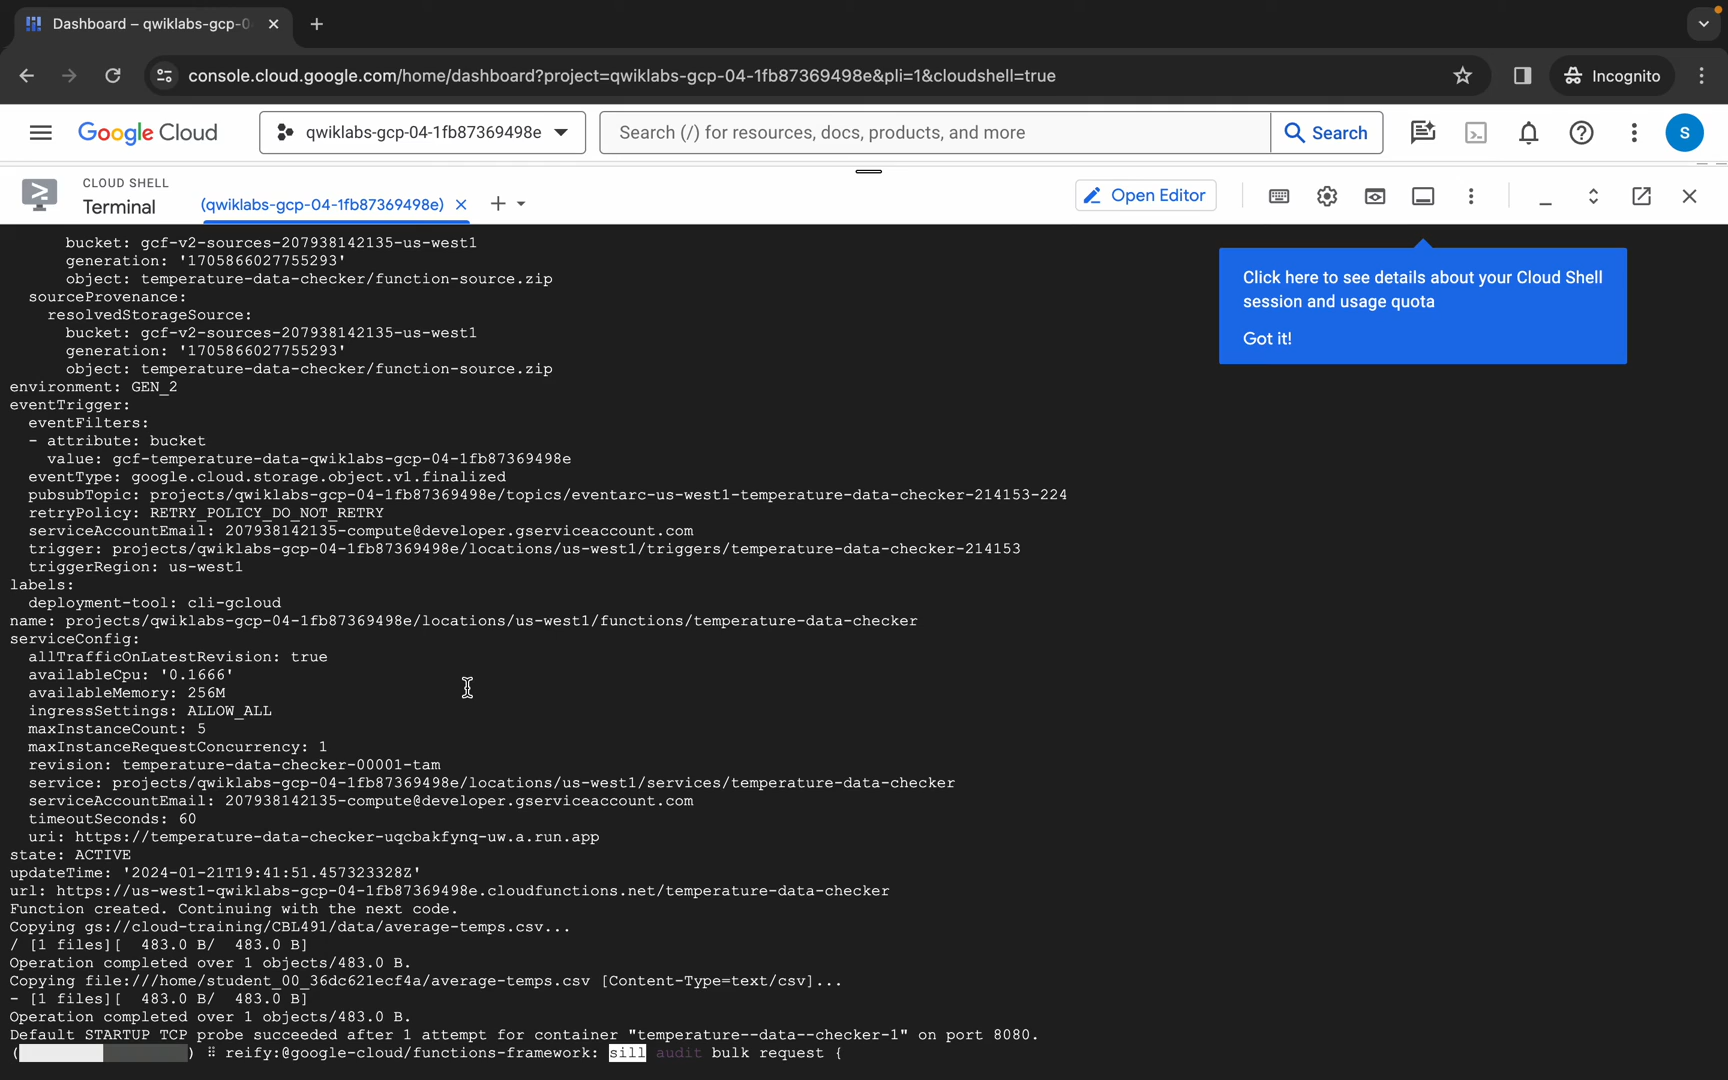 Dashboard – qwiklabs-gcp-0
console.cloud.google.com/home/dashboard?project=qwiklabs-gcp-04-1fb87369498e&pli=1&cloudshell=true
Incognito
Google Cloud
qwiklabs-gcp-04-1fb87369498e
Search (/) for resources, docs, products, and more
Search
S
CLOUD SHELL
Terminal
(qwiklabs-gcp-04-1fb87369498e)
Open Editor
Click here to see details about your Cloud Shell
session and usage quota
Got it!
bucket: gcf-v2-sources-207938142135-us-west1
generation: '1705866027755293'
object: temperature-data-checker/function-source.zip
sourceProvenance:
resolvedStorageSource:
bucket: gcf-v2-sources-207938142135-us-west1
generation: '1705866027755293'
object: temperature-data-checker/function-source.zip
environment: GEN_2
eventTrigger:
eventFilters:
- attribute: bucket
value: gcf-temperature-data-qwiklabs-gcp-04-1fb87369498e
eventType: google.cloud.storage.object.v1.finalized
pubsubTopic: projects/qwiklabs-gcp-04-1fb87369498e/topics/eventarc-us-west1-temperature-data-checker-214153-224
retryPolicy: RETRY_POLICY_DO_NOT_RETRY
serviceAccountEmail: 207938142135-compute@developer.gserviceaccount.com
trigger: projects/qwiklabs-gcp-04-1fb87369498e/locations/us-west1/triggers/temperature-data-checker-214153
triggerRegion: us-west1
labels:
deployment-tool: cli-gcloud
name: projects/qwiklabs-gcp-04-1fb87369498e/locations/us-west1/functions/temperature-data-checker
serviceConfig:
allTrafficOnLatestRevision: true
availableCpu: '0.1666'
availableMemory: 256M
ingressSettings: ALLOW_ALL
maxInstanceCount: 5
maxInstanceRequestConcurrency: 1
revision: temperature-data-checker-00001-tam
service: projects/qwiklabs-gcp-04-1fb87369498e/locations/us-west1/services/temperature-data-checker
serviceAccountEmail: 207938142135-compute@developer.gserviceaccount.com
timeoutSeconds: 60
uri: https://temperature-data-checker-uqcbakfynq-uw.a.run.app
state: ACTIVE
updateTime: '2024-01-21T19:41:51.457323328Z'
url: https://us-west1-qwiklabs-gcp-04-1fb87369498e.cloudfunctions.net/temperature-data-checker
Function created. Continuing with the next code.
Copying gs://cloud-training/CBL491/data/average-temps.csv...
/ [1 files][  483.0 B/  483.0 B]
Operation completed over 1 objects/483.0 B.
Copying file:///home/student_00_36dc621ecf4a/average-temps.csv [Content-Type=text/csv]...
- [1 files][  483.0 B/  483.0 B]
Operation completed over 1 objects/483.0 B.
Default STARTUP TCP probe succeeded after 1 attempt for container "temperature--data--checker-1" on port 8080.
( ) ⠿ reify:@google-cloud/functions-framework: sill audit bulk request {